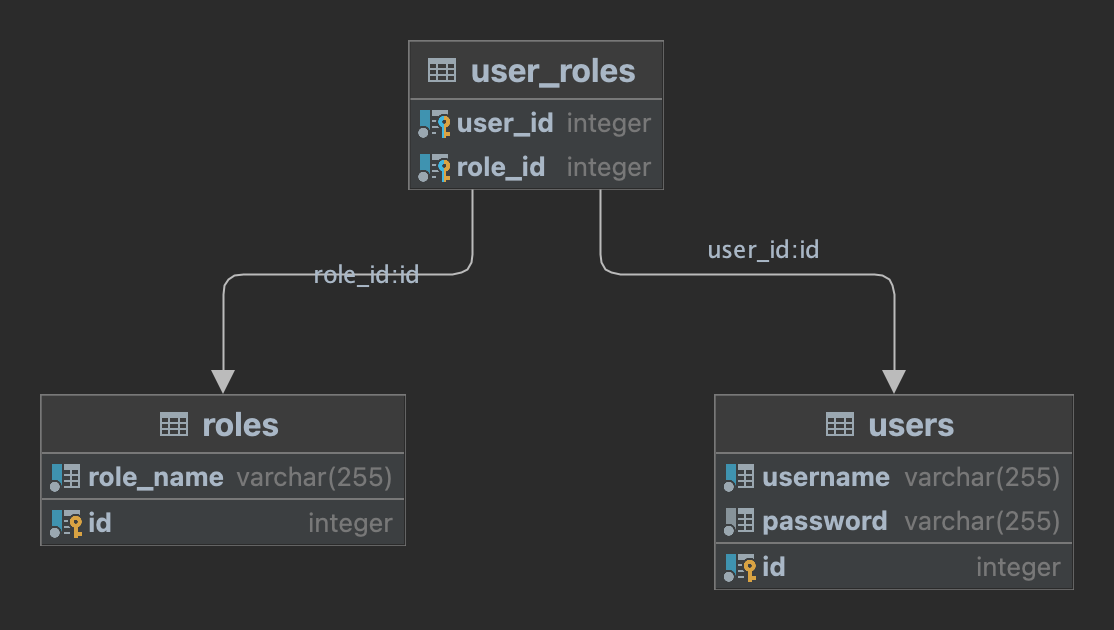 user_roles
user_id integer
role_id integer
role_id:id
user_id:id
roles
role_name varchar(255)
id integer
users
username varchar(255)
password varchar(255)
id integer